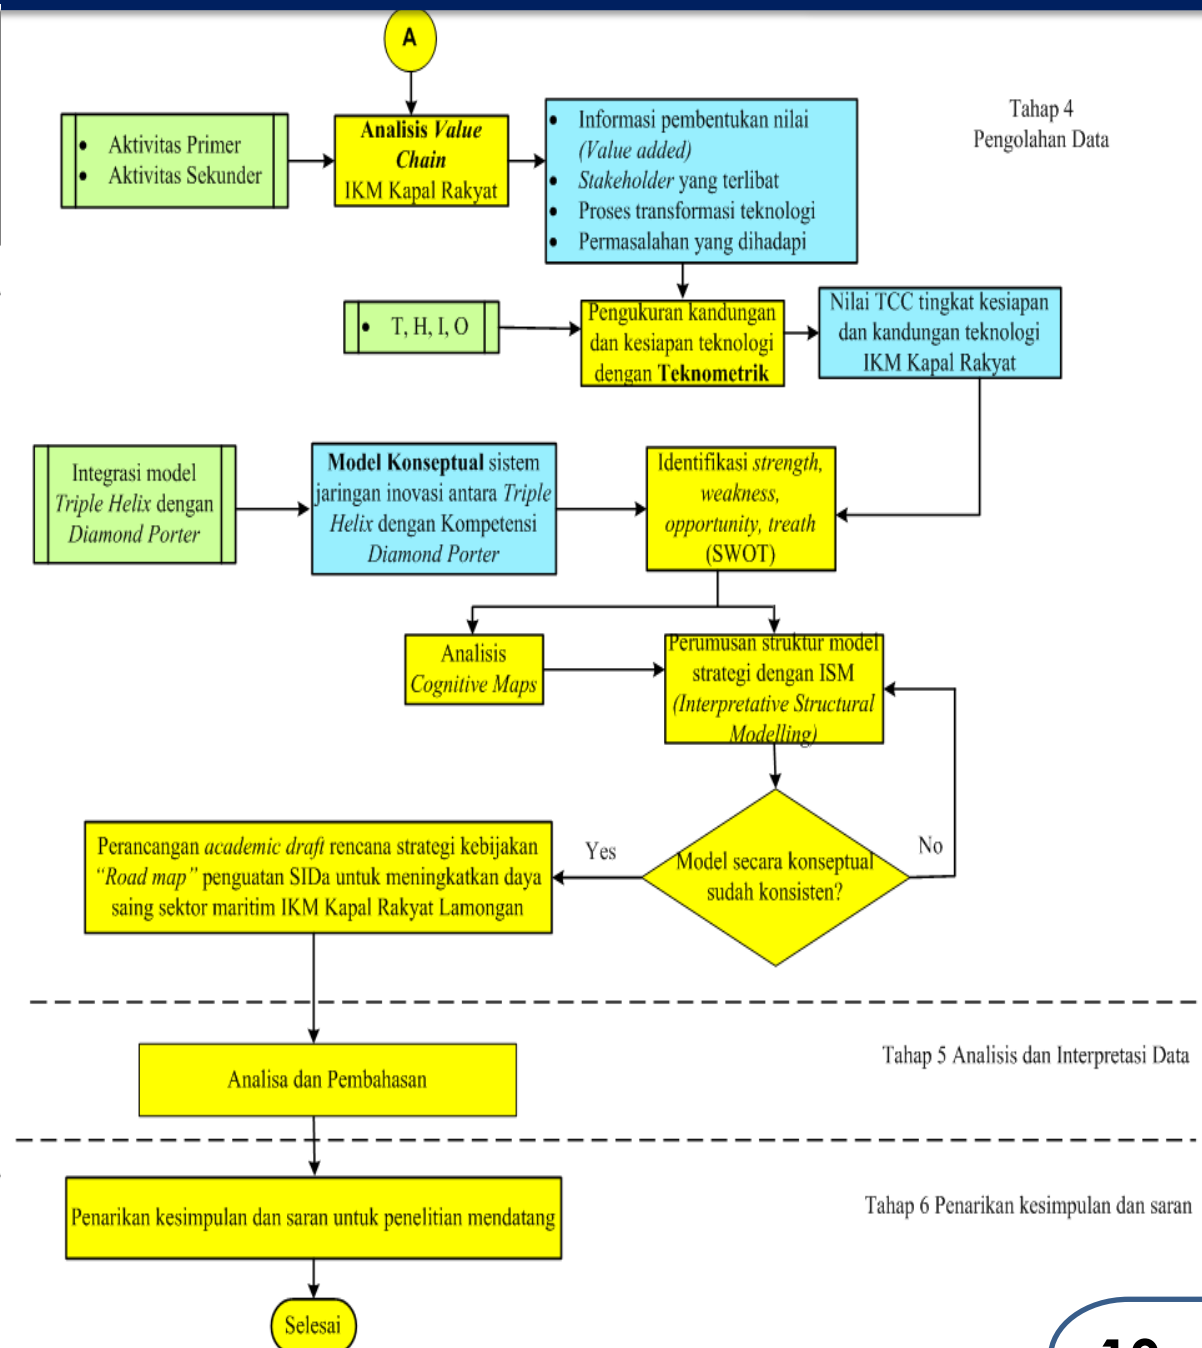 A
Tahap 4
Pengolahan Data
• Aktivitas Primer
• Aktivitas Sekunder
Analisis Value
Chain
IKM Kapal Rakyat
• Informasi pembentukan nilai
(Value added)
• Stakeholder yang terlibat
• Proses transformasi teknologi
• Permasalahan yang dihadapi
• T, H, I, O
Pengukuran kandungan
dan kesiapan teknologi
dengan Teknometrik
Nilai TCC tingkat kesiapan
dan kandungan teknologi
IKM Kapal Rakyat
Integrasi model
Triple Helix dengan
Diamond Porter
Model Konseptual sistem
jaringan inovasi antara Triple
Helix dengan Kompetensi
Diamond Porter
Identifikasi strength,
weakness,
opportunity, treath
(SWOT)
Analisis
Cognitive Maps
Perumusan struktur model
strategi dengan ISM
(Interpretative Structural
Modelling)
Model secara konseptual
sudah konsisten?
No
Yes
Perancangan academic draft rencana strategi kebijakan
“Road map” penguatan SIDa untuk meningkatkan daya
saing sektor maritim IKM Kapal Rakyat Lamongan
Tahap 5 Analisis dan Interpretasi Data
Analisa dan Pembahasan
Tahap 6 Penarikan kesimpulan dan saran
Penarikan kesimpulan dan saran untuk penelitian mendatang
Selesai